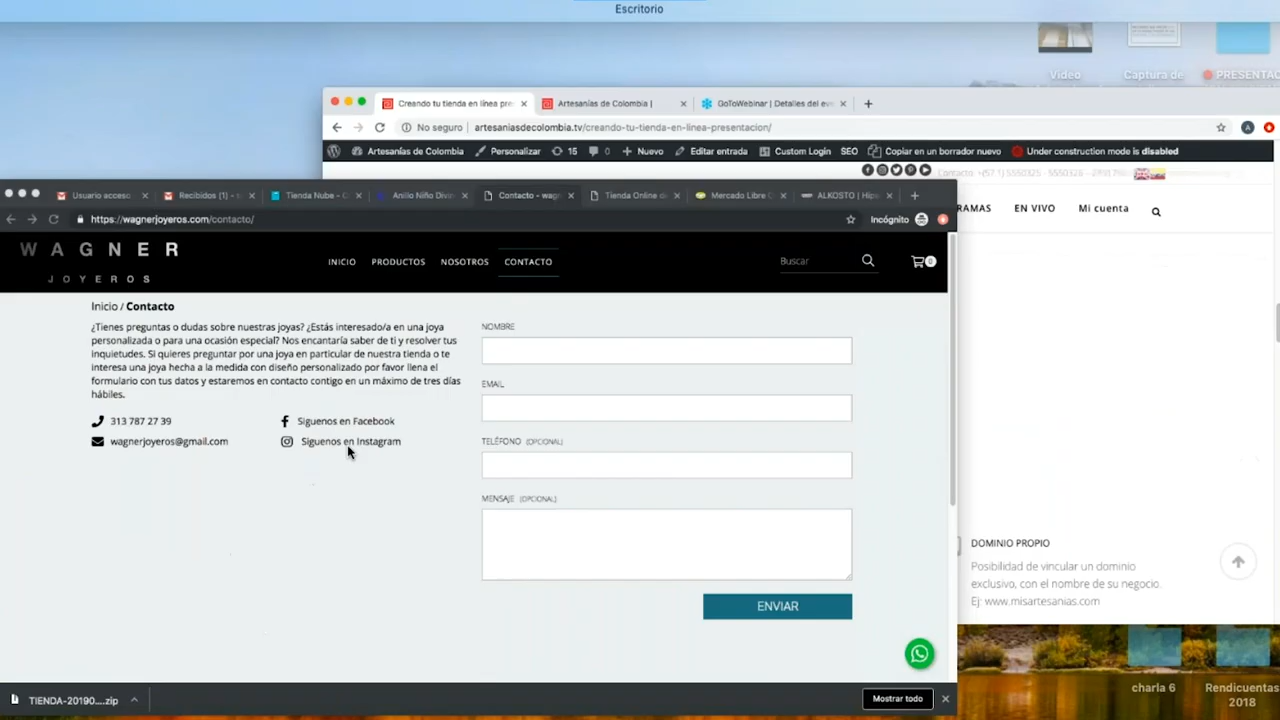 Escritorio
Video
Captura de
PRESENTAC
Creando tu tienda en línea pre
Artesanías de Colombia |
GoToWebinar | Detalles del eve
No seguro
artesaniasdecolombia.tv/creando-tu-tienda-en-linea-presentacion/
Artesanías de Colombia
Personalizar
15
0
Nuevo
Editar entrada
Custom Login
SEO
Copiar en un borrador nuevo
Under construction mode is disabled
Usuario acceso
Recibidos (1) -
Tienda Nube -
Anillo Niño Divin
Contacto - wagn
Tienda Online de
Mercado Libre C
ALKOSTO | Hip
RAMAS
EN VIVO
Mi cuenta
https://wagnerjoyeros.com/contacto/
Incógnito
WAGNER
JOYEROS
INICIO
PRODUCTOS
NOSOTROS
CONTACTO
Buscar
0
Inicio / Contacto
¿Tienes preguntas o dudas sobre nuestras joyas? ¿Estás interesado/a en una joya
personalizada o para una ocasión especial? Nos encantaría saber de ti y resolver tus
inquietudes. Si quieres preguntar por una joya en particular de nuestra tienda o te
interesa una joya hecha a la medida con diseño personalizado por favor llena el
formulario con tus datos y estaremos en contacto contigo en un máximo de tres días
hábiles.
313 787 27 39
Siguenos en Facebook
wagnerjoyeros@gmail.com
Siguenos en Instagram
NOMBRE
EMAIL
TELÉFONO (OPCIONAL)
MENSAJE (OPCIONAL)
ENVIAR
DOMINIO PROPIO
Posibilidad de vincular un dominio
exclusivo, con el nombre de su negocio.
Ej: www.misartesanias.com
charla 6
Rendicuentas
2018
TIENDA-20190....zip
Mostrar todo